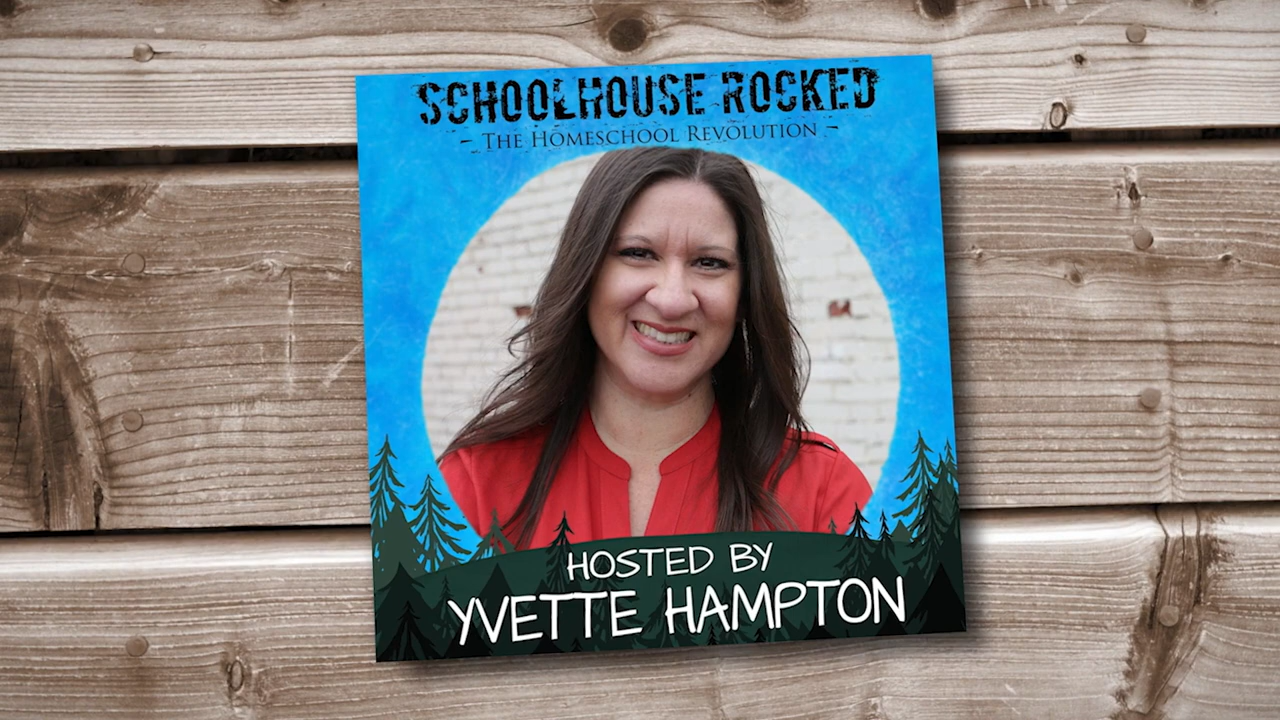 SCHOOLHOUSE ROCKED
- THE HOMESCHOOL REVOLUTION -
HOSTED BY
YVETTE HAMPTON